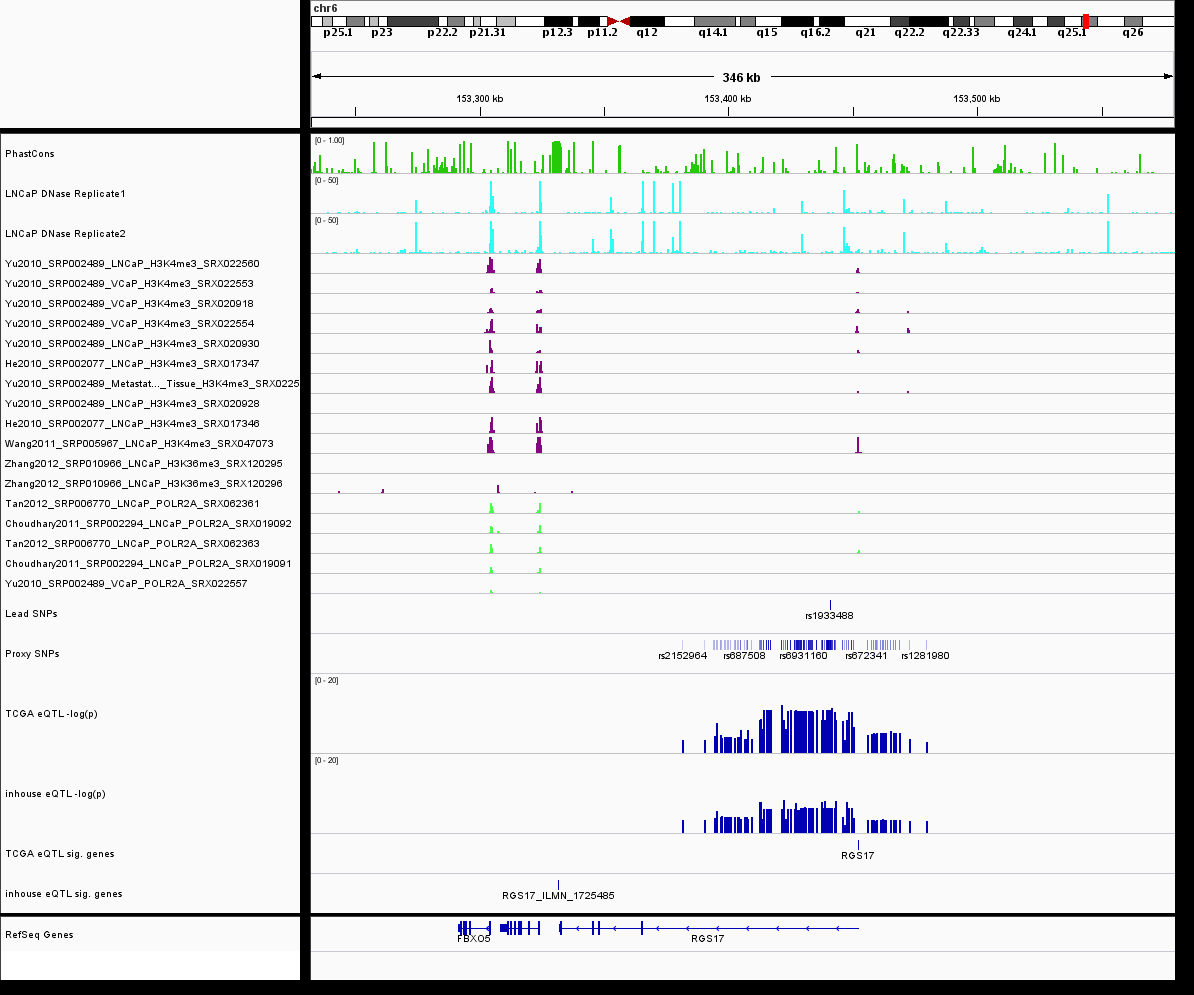 chr6
p25.1 p23 p22.2 p21.31 p12.3 p11.2 q12 q14.1 q15 q16.2 q21 q22.2 q22.33 q24.1 q25.1 q26
346 kb
153,300 kb 153,400 kb 153,500 kb
PhastCons [0 - 1.00]
LNCaP DNase Replicate1 [0 - 50]
LNCaP DNase Replicate2 [0 - 50]
Yu2010_SRP002489_LNCaP_H3K4me3_SRX022560
Yu2010_SRP002489_VCaP_H3K4me3_SRX022553
Yu2010_SRP002489_VCaP_H3K4me3_SRX020918
Yu2010_SRP002489_VCaP_H3K4me3_SRX022554
Yu2010_SRP002489_LNCaP_H3K4me3_SRX020930
He2010_SRP002077_LNCaP_H3K4me3_SRX017347
Yu2010_SRP002489_Metastat..._Tissue_H3K4me3_SRX0225
Yu2010_SRP002489_LNCaP_H3K4me3_SRX020928
He2010_SRP002077_LNCaP_H3K4me3_SRX017346
Wang2011_SRP005967_LNCaP_H3K4me3_SRX047073
Zhang2012_SRP010966_LNCaP_H3K36me3_SRX120295
Zhang2012_SRP010966_LNCaP_H3K36me3_SRX120296
Tan2012_SRP006770_LNCaP_POLR2A_SRX062361
Choudhary2011_SRP002294_LNCaP_POLR2A_SRX019092
Tan2012_SRP006770_LNCaP_POLR2A_SRX062363
Choudhary2011_SRP002294_LNCaP_POLR2A_SRX019091
Yu2010_SRP002489_VCaP_POLR2A_SRX022557
Lead SNPs rs1933488
Proxy SNPs rs2152964 rs687508 rs6931160 rs672341 rs1281980
[0 - 20]
TCGA eQTL -log(p)
[0 - 20]
inhouse eQTL -log(p)
TCGA eQTL sig. genes RGS17
inhouse eQTL sig. genes RGS17_ILMN_1725485
RefSeq Genes FBXO5 RGS17